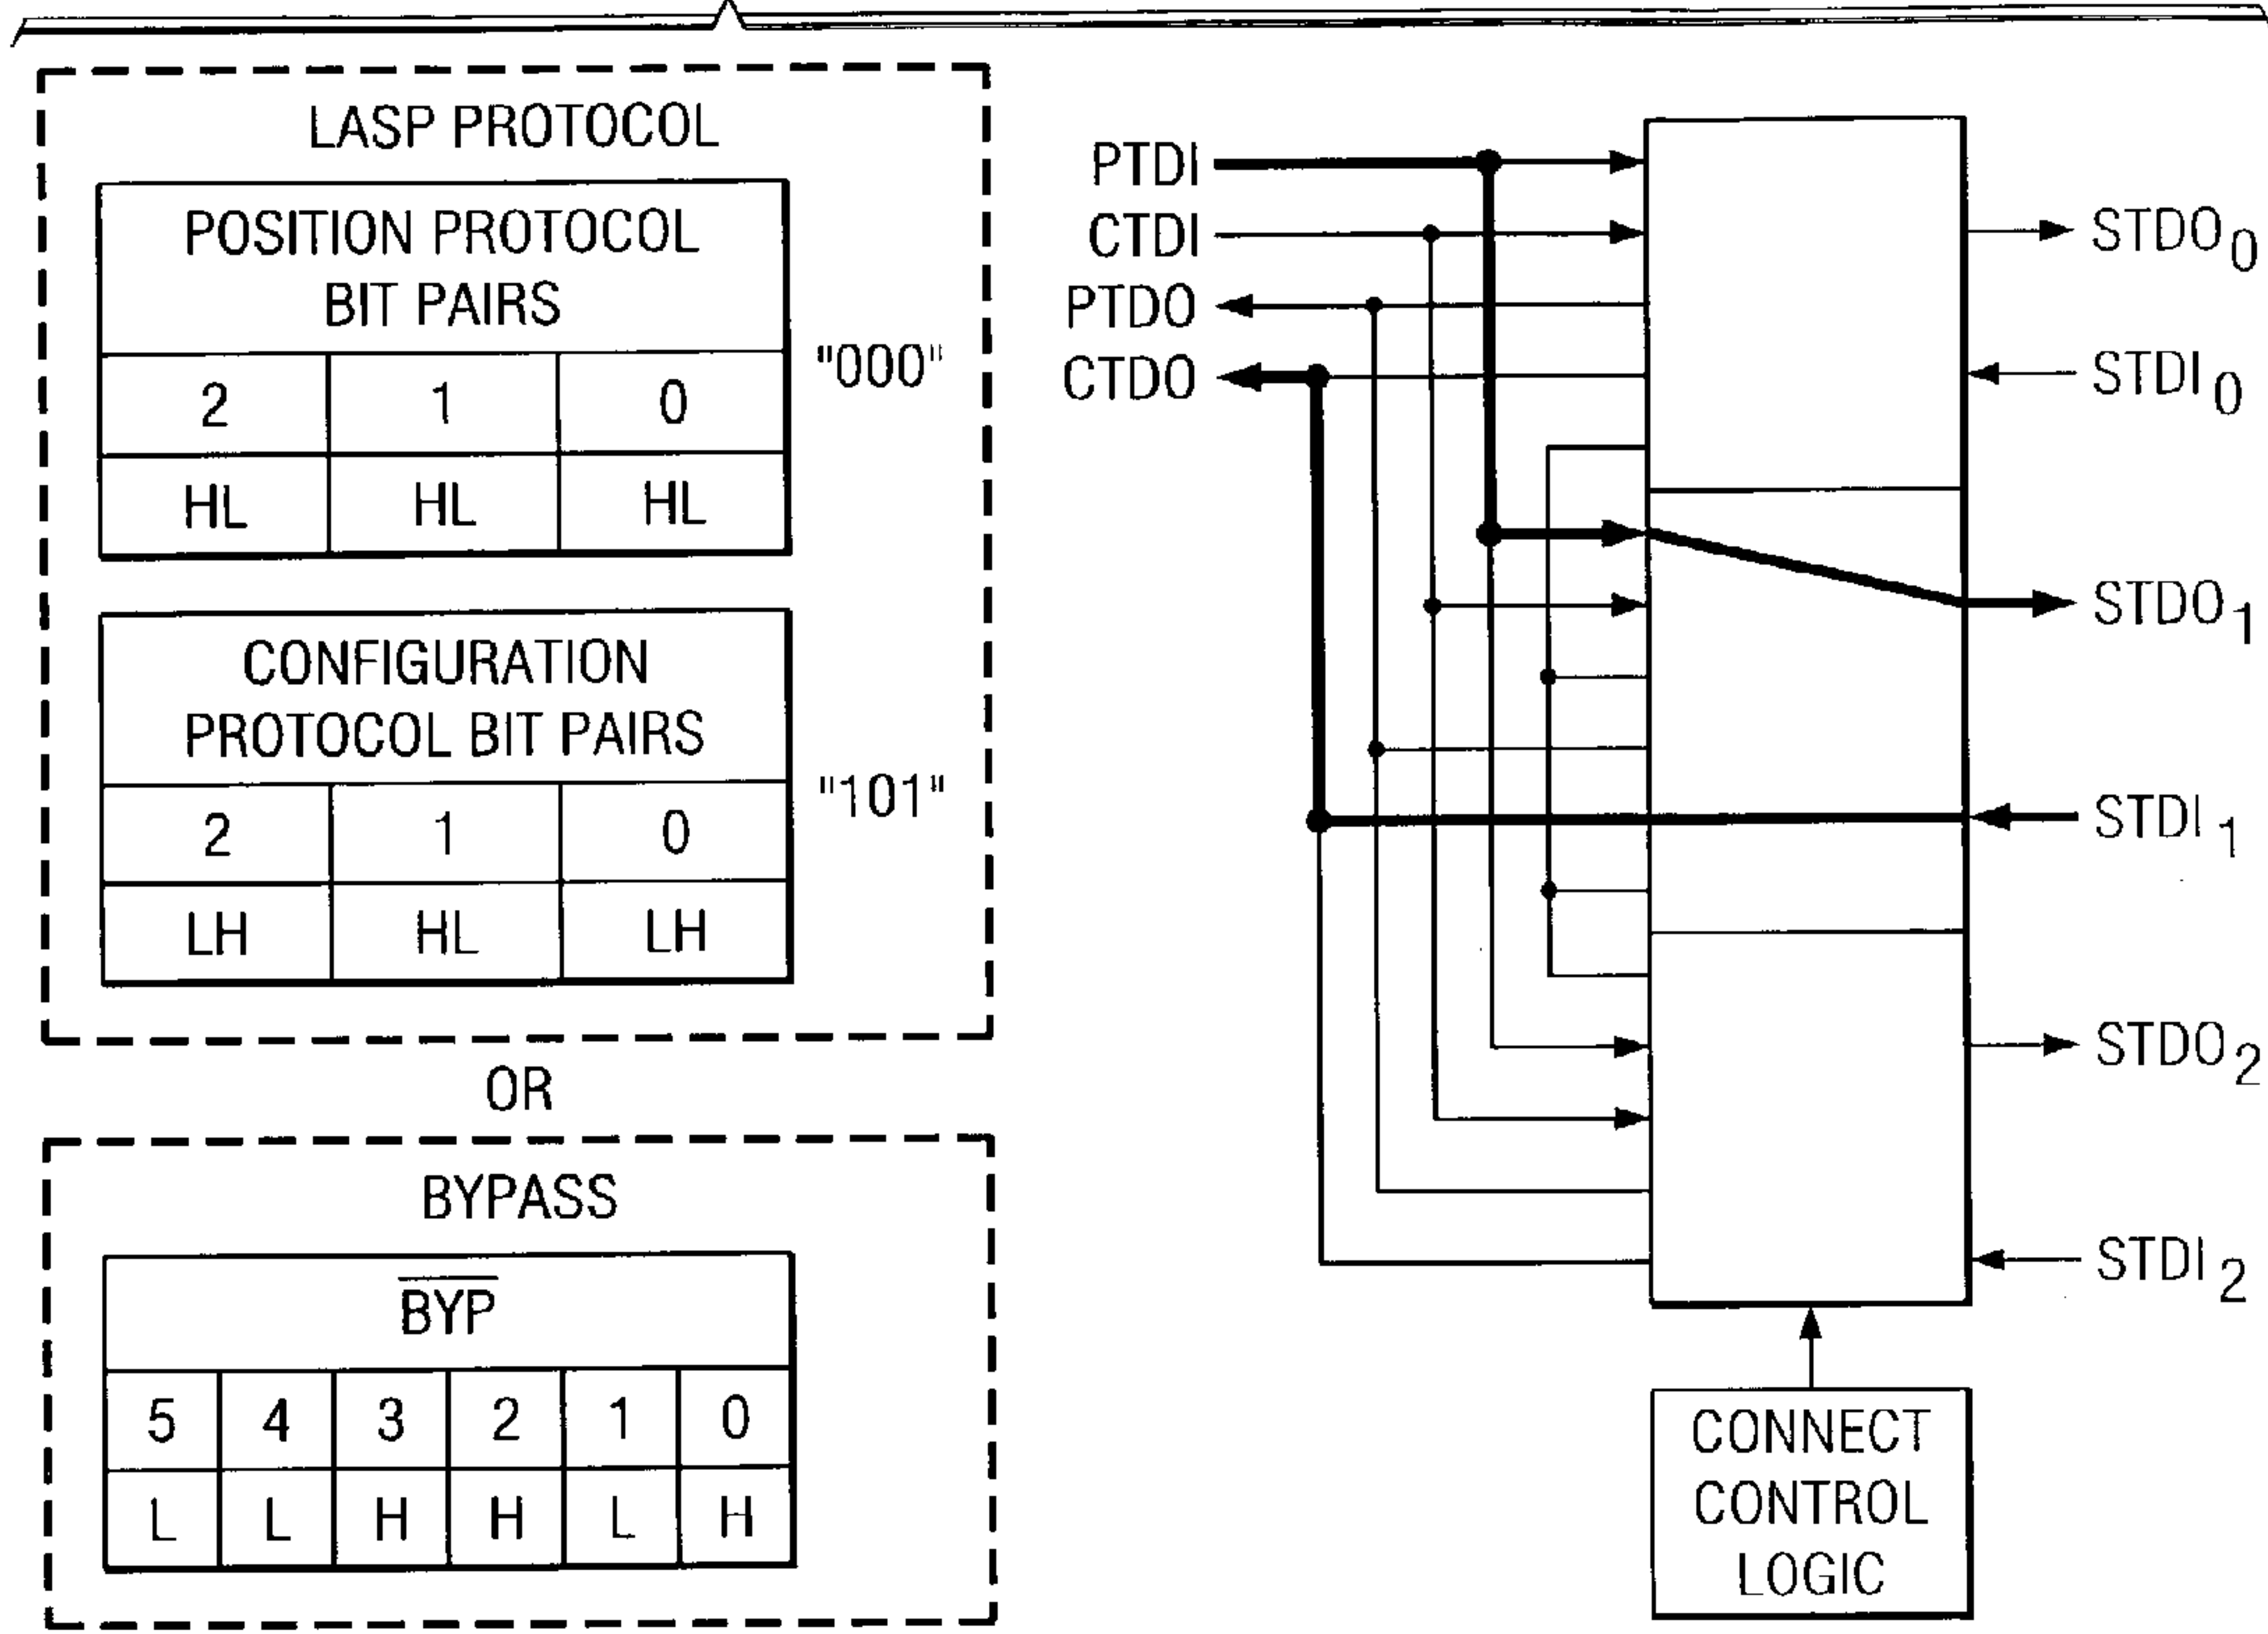 LASP PROTOCOL
POSITION PROTOCOL
BIT PAIRS
2 1 0
HL HL HL
"000"
CONFIGURATION
PROTOCOL BIT PAIRS
2 1 0
LH HL LH
"101"
OR
BYPASS
BYP
5 4 3 2 1 0
L L H H L H
PTDI
CTDI
PTDO
CTDO
STDO0
STDI0
STDO1
STDI1
STDO2
STDI2
CONNECT
CONTROL
LOGIC